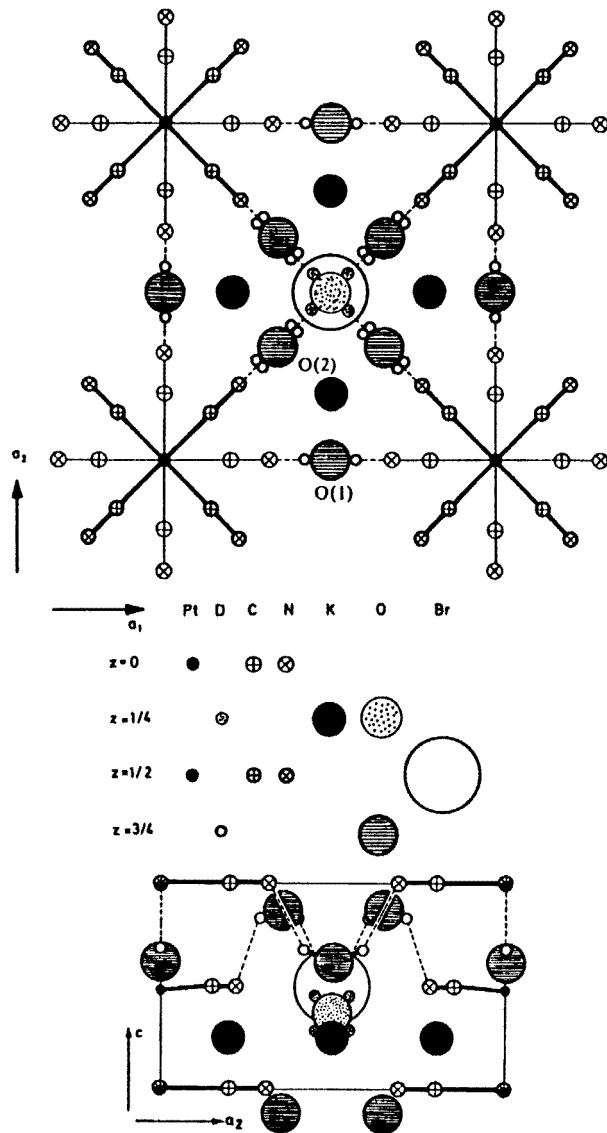 O(2)
a₂
O(1)
a₁
Pt D C N K O Br
z=0
z=1/4
z=1/2
z=3/4
c
a₂